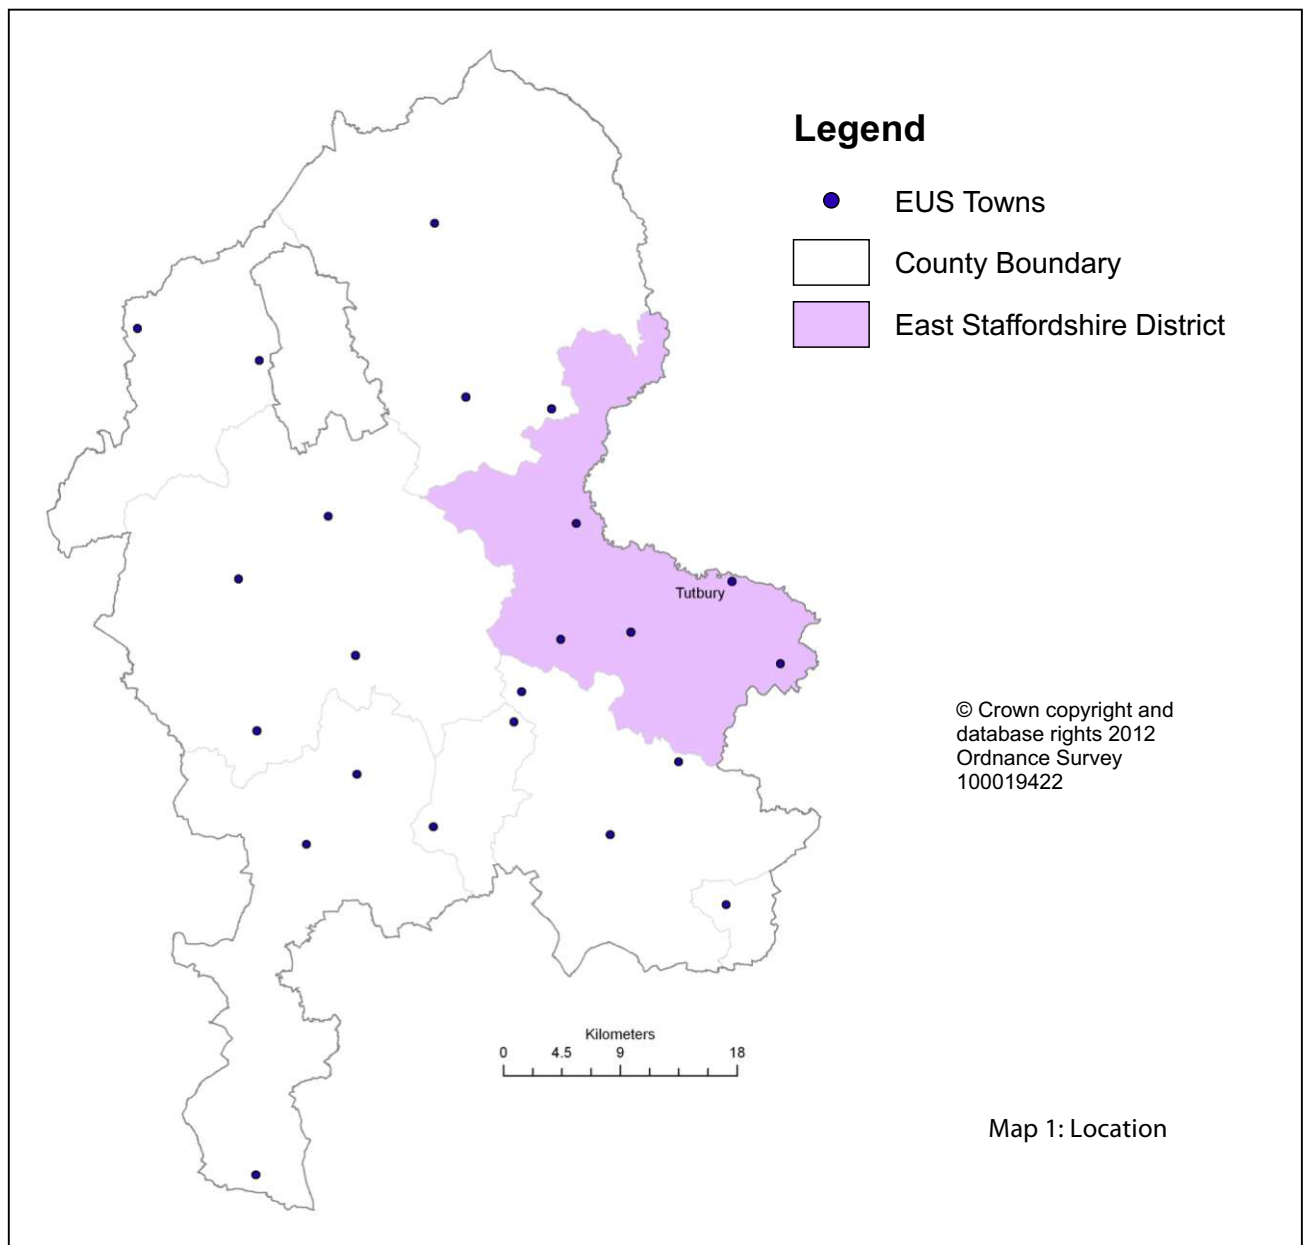 Legend
EUS Towns
County Boundary
East Staffordshire District
Tutbury
© Crown copyright and
database rights 2012
Ordnance Survey
100019422
Kilometers
0 4.5 9 18
Map 1: Location